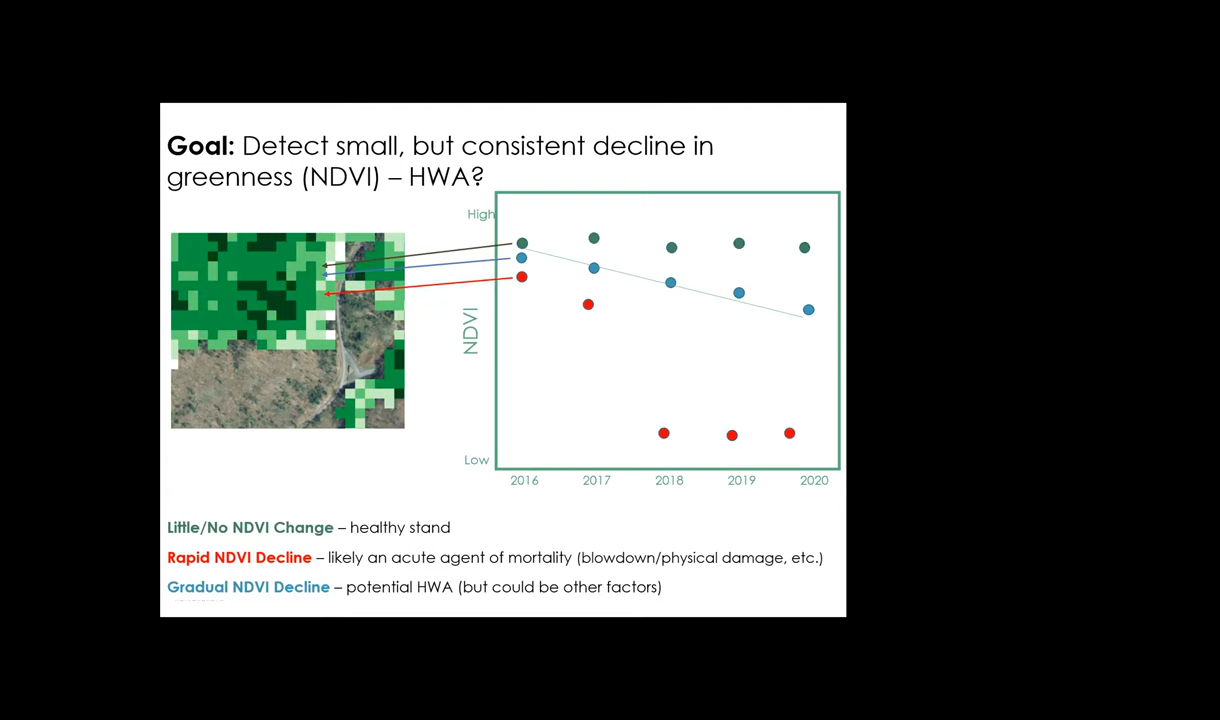 Goal: Detect small, but consistent decline in
greenness (NDVI) – HWA?
High
NDVI
Low
2016 2017 2018 2019 2020
Little/No NDVI Change – healthy stand
Rapid NDVI Decline – likely an acute agent of mortality (blowdown/physical damage, etc.)
Gradual NDVI Decline – potential HWA (but could be other factors)